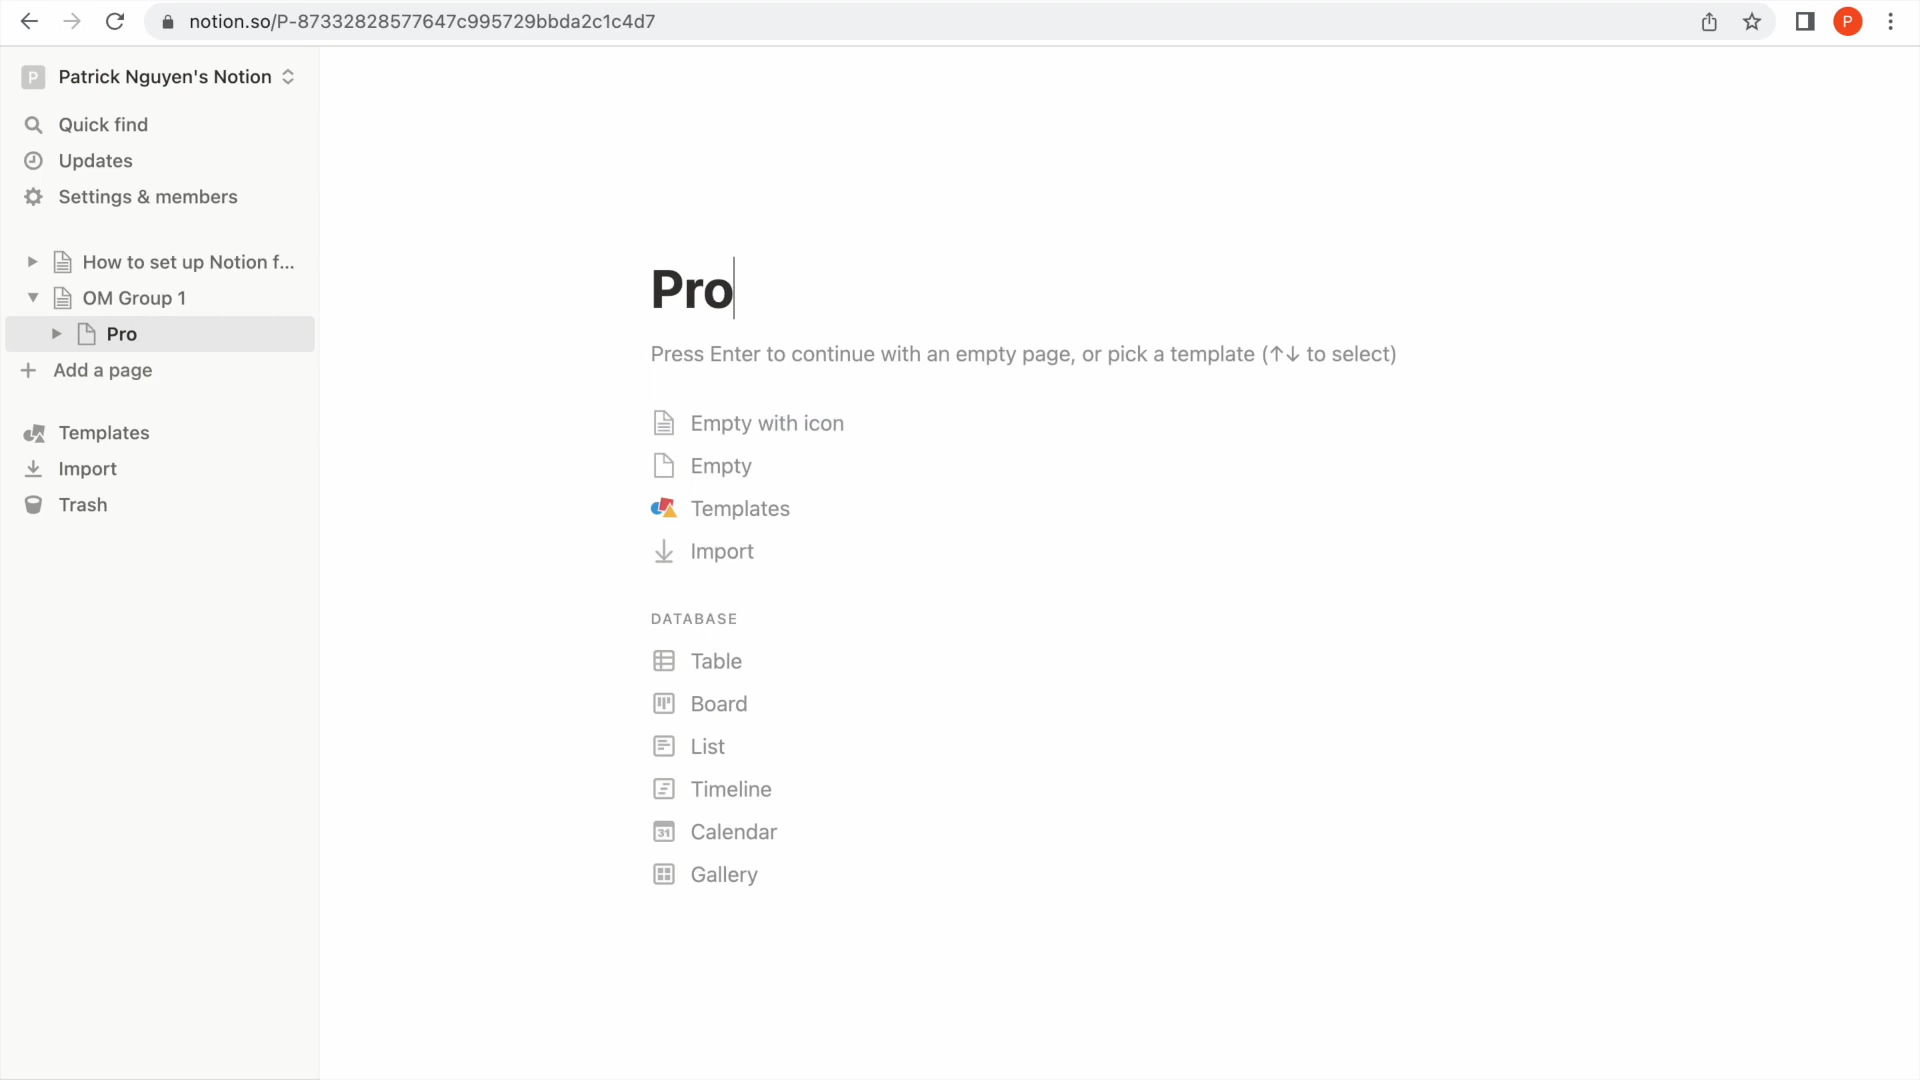 notion.so/P-87332828577647c995729bbda2c1c4d7
P
P Patrick Nguyen's Notion
Quick find
Updates
Settings & members
How to set up Notion f...
OM Group 1
Pro
Add a page
Templates
Import
Trash
Pro
Press Enter to continue with an empty page, or pick a template (↑↓ to select)
Empty with icon
Empty
Templates
Import
DATABASE
Table
Board
List
Timeline
31 Calendar
Gallery